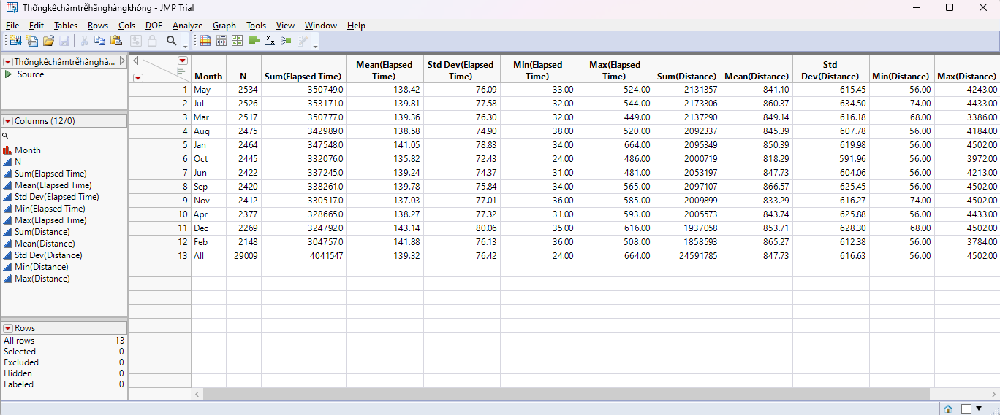 Thốngkêchậmtrễhãnghàngkhông - JMP Trial
File Edit Tables Rows Cols DOE Analyze Graph Tools View Window Help
Thốngkêchậmtrễhãnghà...
Source
Columns (12/0)
Month
N
Sum(Elapsed Time)
Mean(Elapsed Time)
Std Dev(Elapsed Time)
Min(Elapsed Time)
Max(Elapsed Time)
Sum(Distance)
Mean(Distance)
Std Dev(Distance)
Min(Distance)
Max(Distance)
Rows
All rows 13
Selected 0
Excluded 0
Hidden 0
Labeled 0
Month N Sum(Elapsed Time) Mean(Elapsed Time) Std Dev(Elapsed Time) Min(Elapsed Time) Max(Elapsed Time) Sum(Distance) Mean(Distance) Std Dev(Distance) Min(Distance) Max(Distance)
1 May 2534 350749.0 138.42 76.09 33.00 524.00 2131357 841.10 615.45 56.00 4243.00
2 Jul 2526 353171.0 139.81 77.58 32.00 544.00 2173306 860.37 634.50 74.00 4433.00
3 Mar 2517 350777.0 139.36 76.30 32.00 449.00 2137290 849.14 616.18 68.00 3386.00
4 Aug 2475 342989.0 138.58 74.90 38.00 520.00 2092337 845.39 607.78 56.00 4184.00
5 Jan 2464 347548.0 141.05 78.83 34.00 664.00 2095349 850.39 619.98 56.00 4502.00
6 Oct 2445 332076.0 135.82 72.43 24.00 486.00 2000719 818.29 591.96 56.00 3972.00
7 Jun 2422 337245.0 139.24 74.37 31.00 481.00 2053197 847.73 604.06 56.00 4213.00
8 Sep 2420 338261.0 139.78 75.84 34.00 565.00 2097107 866.57 625.45 56.00 4502.00
9 Nov 2412 330517.0 137.03 77.01 36.00 585.00 2009899 833.29 616.27 74.00 4502.00
10 Apr 2377 328665.0 138.27 77.32 31.00 593.00 2005573 843.74 625.88 56.00 4433.00
11 Dec 2269 324792.0 143.14 80.06 35.00 616.00 1937058 853.71 628.30 68.00 4502.00
12 Feb 2148 304757.0 141.88 76.13 36.00 508.00 1858593 865.27 612.38 56.00 3784.00
13 All 29009 4041547 139.32 76.42 24.00 664.00 24591785 847.73 616.63 56.00 4502.00